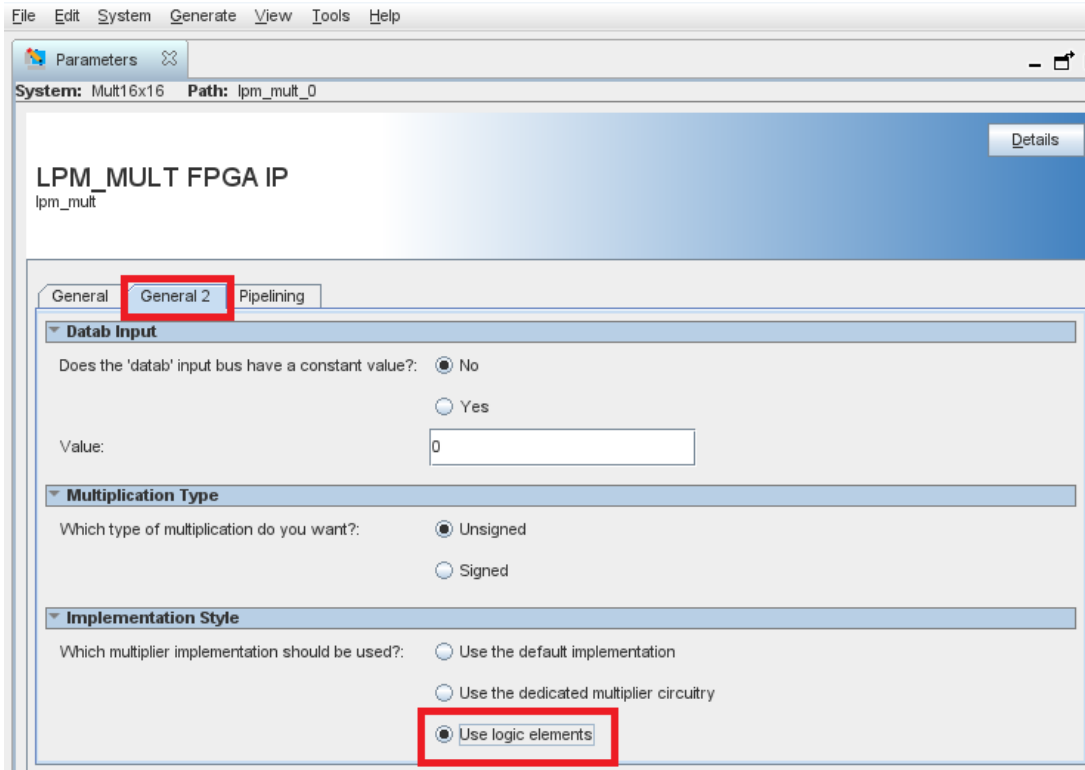 File Edit System Generate View Tools Help
Parameters
System: Mult16x16 Path: lpm_mult_0
Details
LPM_MULT FPGA IP
lpm_mult
General General 2 Pipelining
Datab Input
Does the 'datab' input bus have a constant value?: No
Yes
Value: 0
Multiplication Type
Which type of multiplication do you want?: Unsigned
Signed
Implementation Style
Which multiplier implementation should be used?: Use the default implementation
Use the dedicated multiplier circuitry
Use logic elements